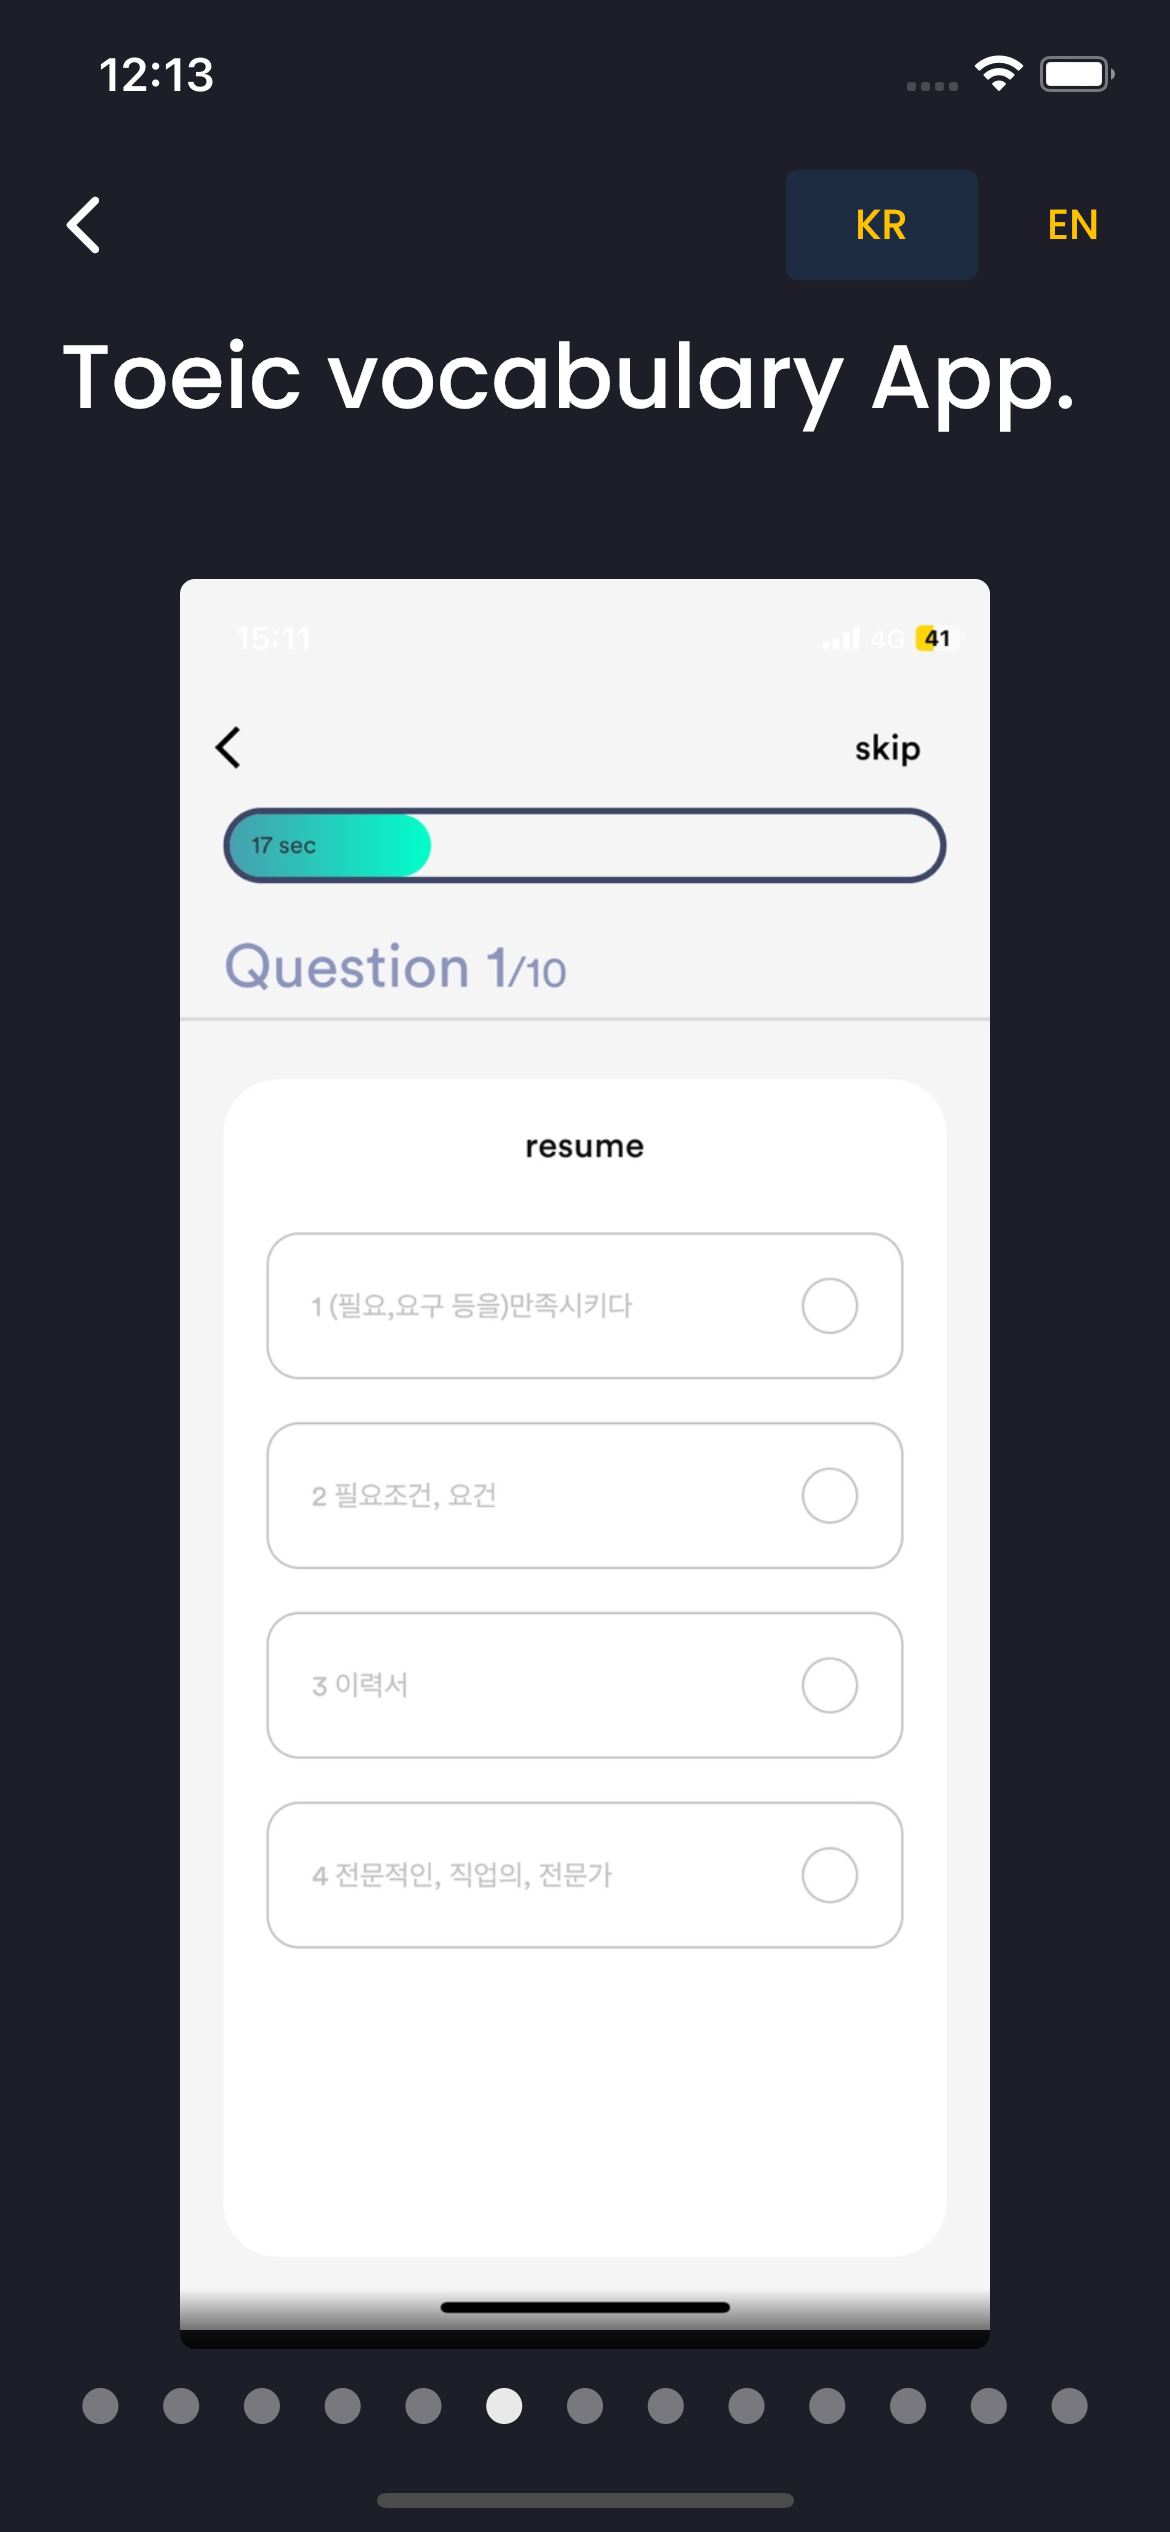 12:13
KR
EN
Toeic vocabulary App.
15:11
4G
41
skip
17 sec
Question 1/10
resume
1 (필요,요구 등을)만족시키다
2 필요조건, 요건
3 이력서
4 전문적인, 직업의, 전문가